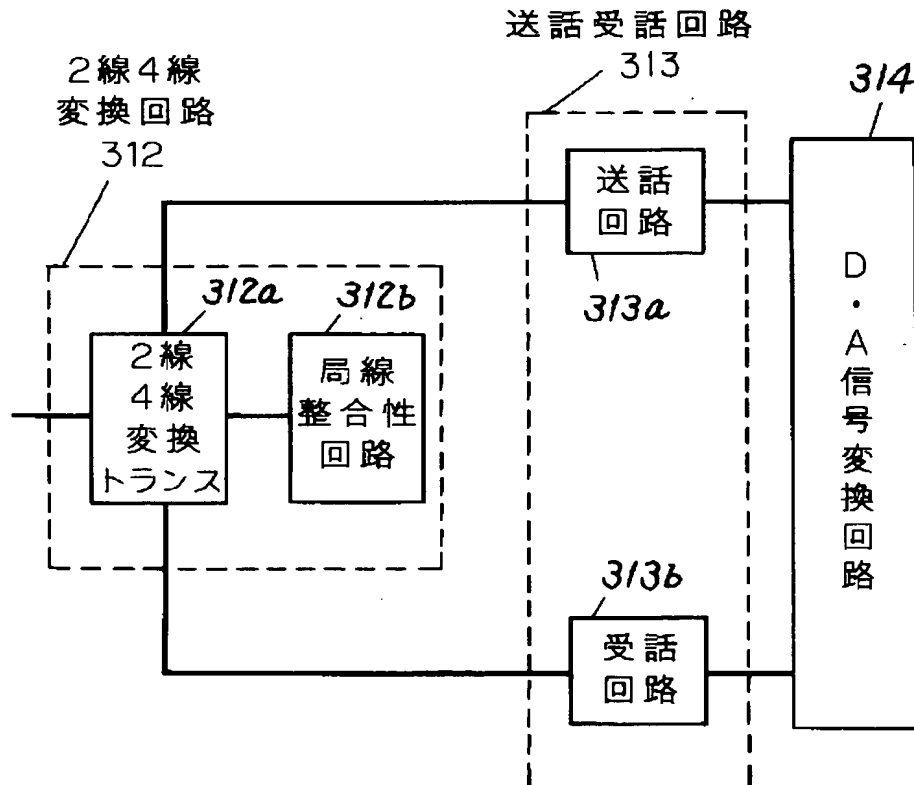 送話受話回路
313
2線4線
変換回路
312
314
送話
回路
313a
312a
312b
2線
4線
変換
トランス
局線
整合性
回路
D・A信号変換回路
313b
受話
回路